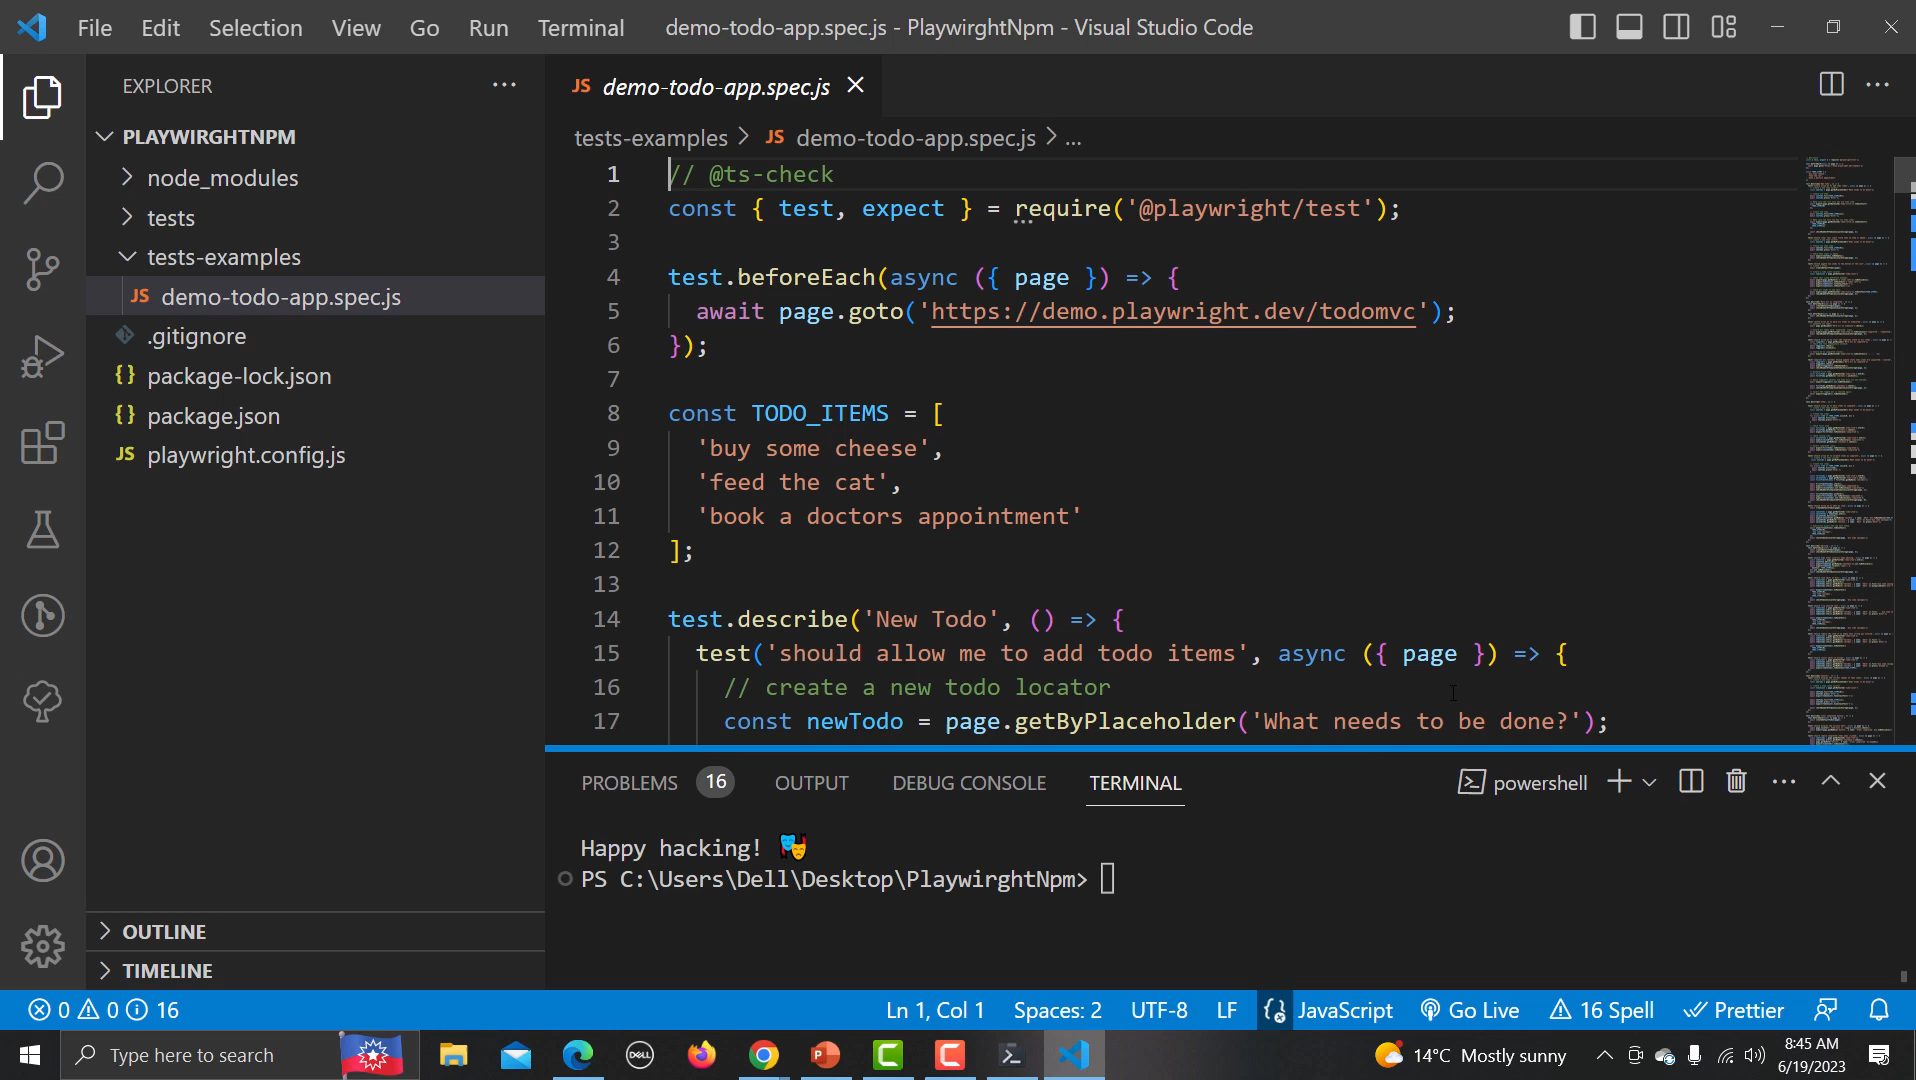 File Edit Selection View Go Run Terminal demo-todo-app.spec.js - PlaywirghtNpm - Visual Studio Code
EXPLORER
PLAYWIRGHTNPM
node_modules
tests
tests-examples
JS demo-todo-app.spec.js
.gitignore
{} package-lock.json
{} package.json
JS playwright.config.js
OUTLINE
TIMELINE
JS demo-todo-app.spec.js
tests-examples > JS demo-todo-app.spec.js > ...
1 // @ts-check
2 const { test, expect } = require('@playwright/test');
3
4 test.beforeEach(async ({ page }) => {
5 await page.goto('https://demo.playwright.dev/todomvc');
6 });
7
8 const TODO_ITEMS = [
9 'buy some cheese',
10 'feed the cat',
11 'book a doctors appointment'
12 ];
13
14 test.describe('New Todo', () => {
15 test('should allow me to add todo items', async ({ page }) => {
16 // create a new todo locator
17 const newTodo = page.getByPlaceholder('What needs to be done?');
PROBLEMS 16 OUTPUT DEBUG CONSOLE TERMINAL powershell
Happy hacking!
PS C:\Users\Dell\Desktop\PlaywirghtNpm>
0 0 16 Ln 1, Col 1 Spaces: 2 UTF-8 LF {} JavaScript Go Live 16 Spell Prettier
Type here to search DELL 14°C Mostly sunny 8:45 AM
6/19/2023